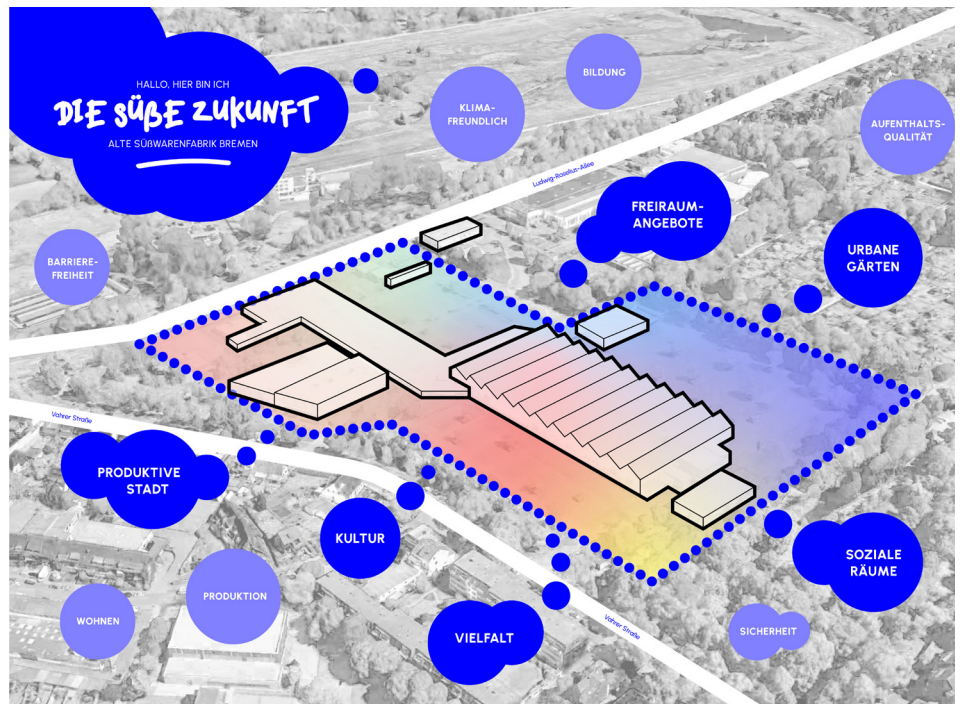 HALLO, HIER BIN ICH
DIE SÜßE ZUKUNFT
ALTE SÜßWARENFABRIK BREMEN
KLIMA-
FREUNDLICH
BILDUNG
AUFENTHALTS-
QUALITÄT
Ludwig-Roselius-Allee
FREIRAUM-
ANGEBOTE
URBANE
GÄRTEN
BARRIERE-
FREIHEIT
Vahrer Straße
PRODUKTIVE
STADT
KULTUR
SOZIALE
RÄUME
WOHNEN
PRODUKTION
VIELFALT
Vahrer Straße
SICHERHEIT